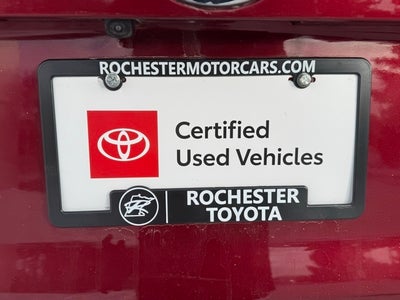 ROCHESTERMOTORCARS.COM
Certified
Used Vehicles
ROCHESTER
TOYOTA